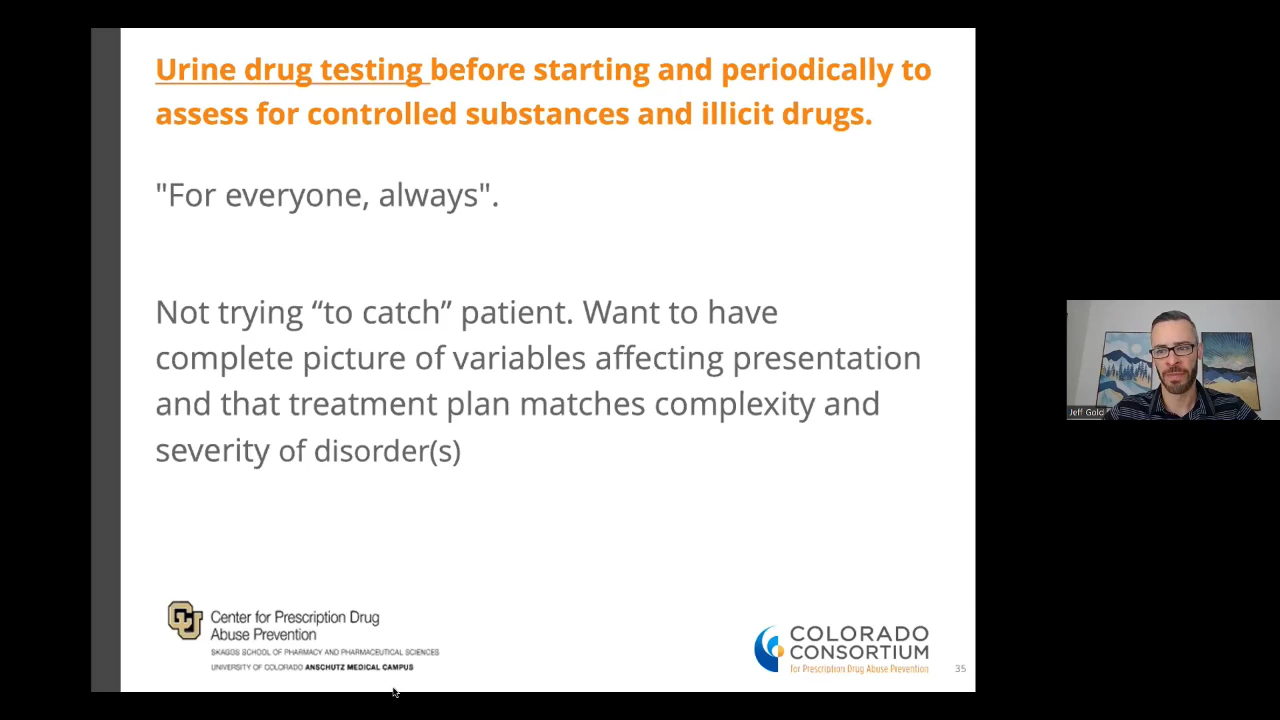 Urine drug testing before starting and periodically to
assess for controlled substances and illicit drugs.
"For everyone, always".
Not trying “to catch” patient. Want to have
complete picture of variables affecting presentation
and that treatment plan matches complexity and
severity of disorder(s)
Jeff Gold
CU
Center for Prescription Drug
Abuse Prevention
SKAGGS SCHOOL OF PHARMACY AND PHARMACEUTICAL SCIENCES
UNIVERSITY OF COLORADO ANSCHUTZ MEDICAL CAMPUS
COLORADO
CONSORTIUM
for Prescription Drug Abuse Prevention
35